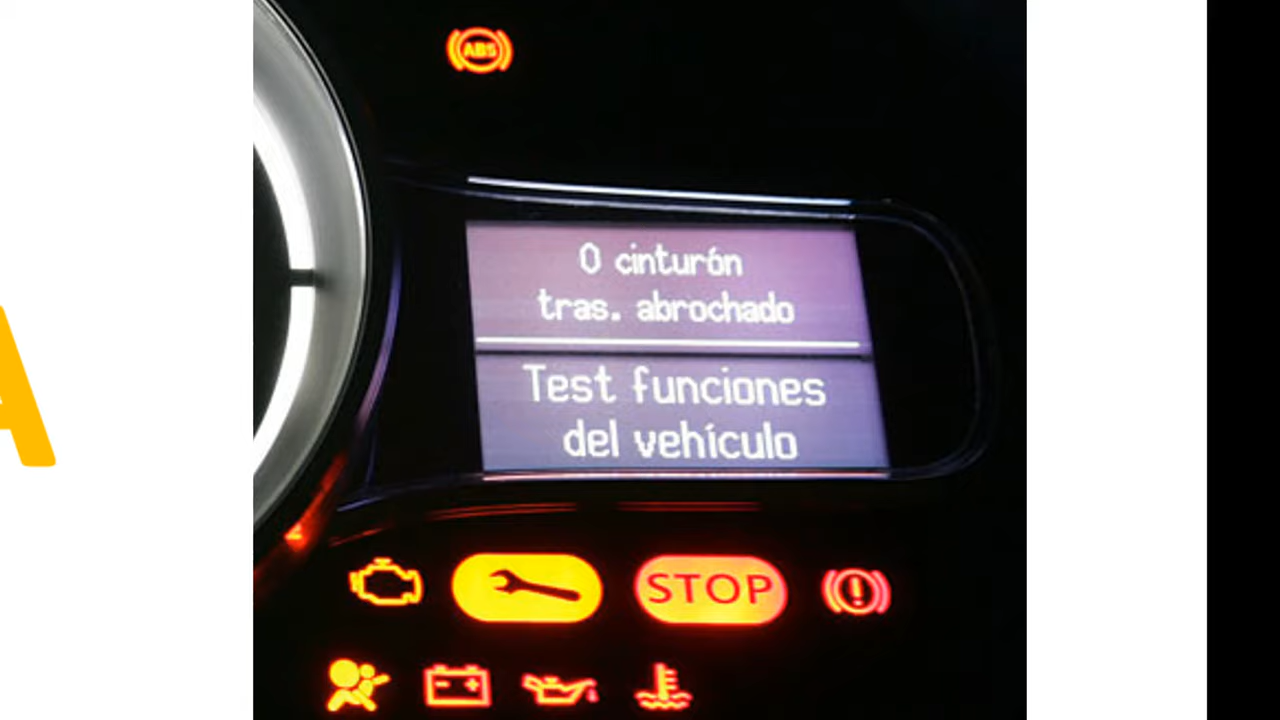 ABS
0 cinturón
tras. abrochado
Test funciones
del vehículo
STOP
A